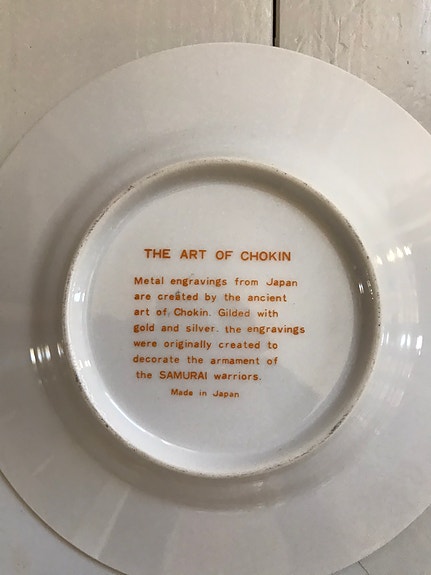 THE ART OF CHOKIN
Metal engravings from Japan
are created by the ancient
art of Chokin. Gilded with
gold and silver. the engravings
were originally created to
decorate the armament of
the SAMURAI warriors.
Made in Japan